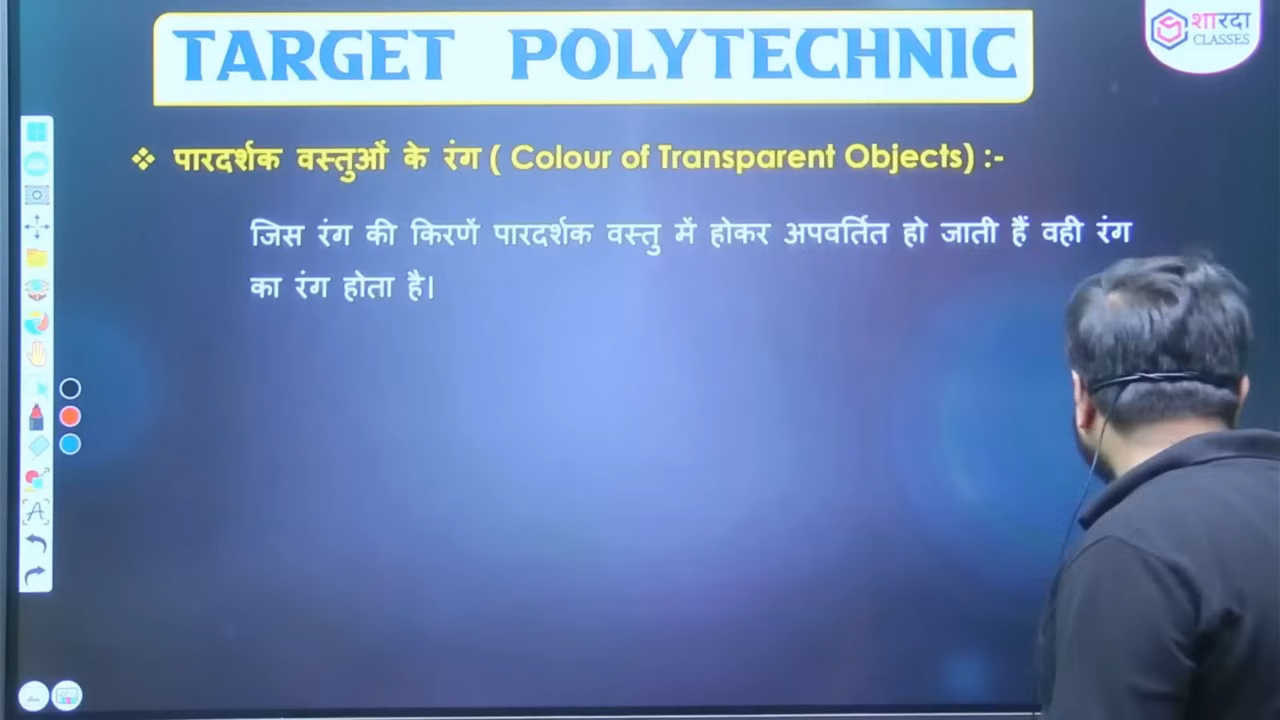 TARGET POLYTECHNIC
शारदा
CLASSES
❖ पारदर्शक वस्तुओं के रंग ( Colour of Transparent Objects) :-
जिस रंग की किरणें पारदर्शक वस्तु में होकर अपवर्तित हो जाती हैं वही रंग
का रंग होता है।
A